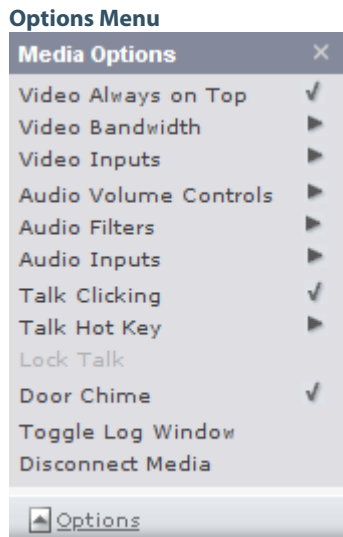 Options Menu
Media Options
Video Always on Top
Video Bandwidth
Video Inputs
Audio Volume Controls
Audio Filters
Audio Inputs
Talk Clicking
Talk Hot Key
Lock Talk
Door Chime
Toggle Log Window
Disconnect Media
Options